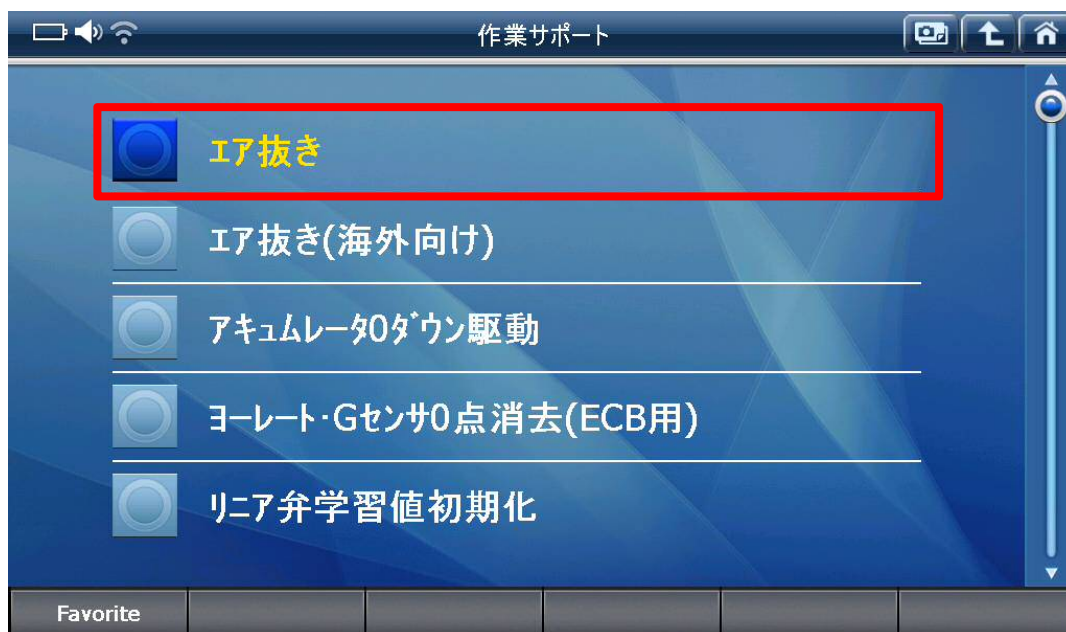 作業サポート
エア抜き
エア抜き(海外向け)
アキュムレータ0ダウン駆動
ヨーレート・Gセンサ0点消去(ECB用)
リニア弁学習値初期化
Favorite